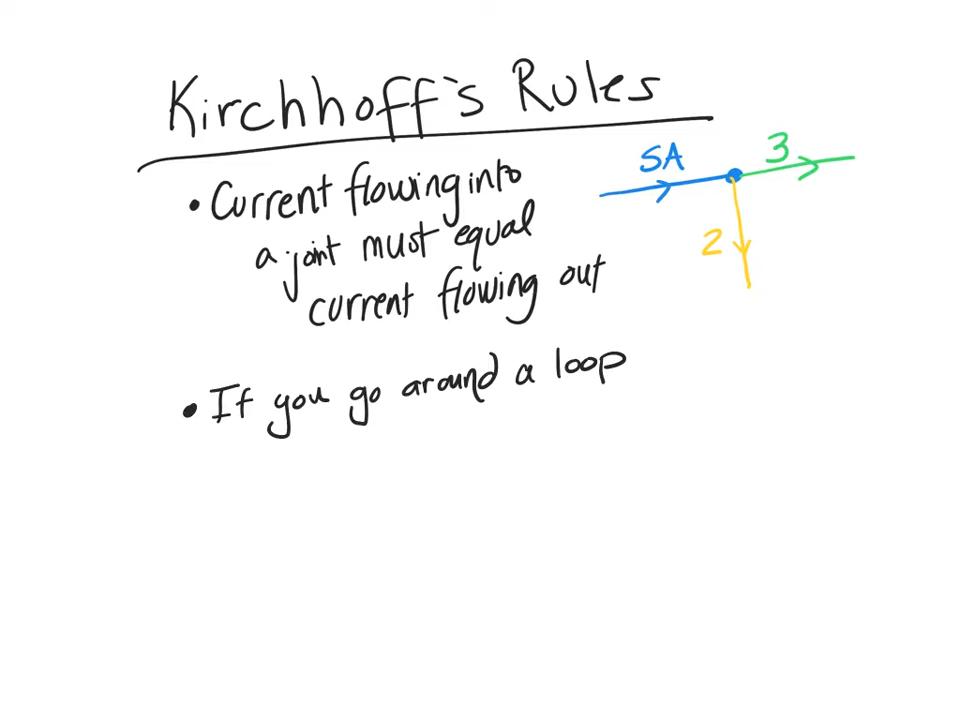 Kirchhoff's Rules
• Current flowing into
a joint must equal
current flowing out
5A
3
2
• If you go around a loop